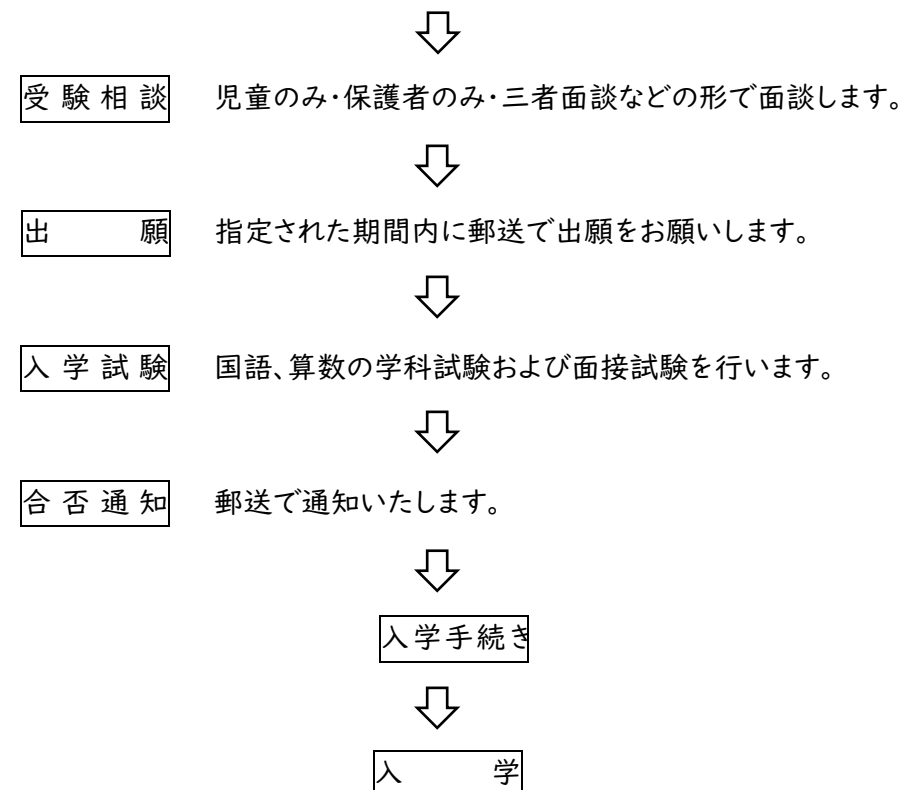 受験相談 児童のみ・保護者のみ・三者面談などの形で面談します。
出願 指定された期間内に郵送で出願をお願いします。
入学試験 国語、算数の学科試験および面接試験を行います。
合否通知 郵送で通知いたします。
入学手続き
入学